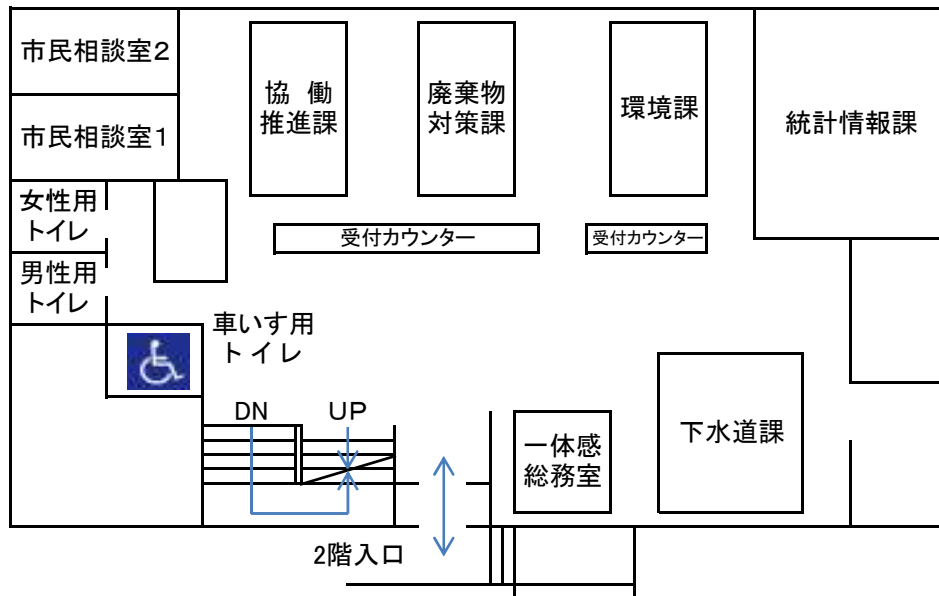 市民相談室2
市民相談室1
女性用
トイレ
男性用
トイレ
協 働
推進課
廃棄物
対策課
環境課
統計情報課
受付カウンター
受付カウンター
車いす用
ト イ レ
DN
UP
一体感
総務室
下水道課
2階入口